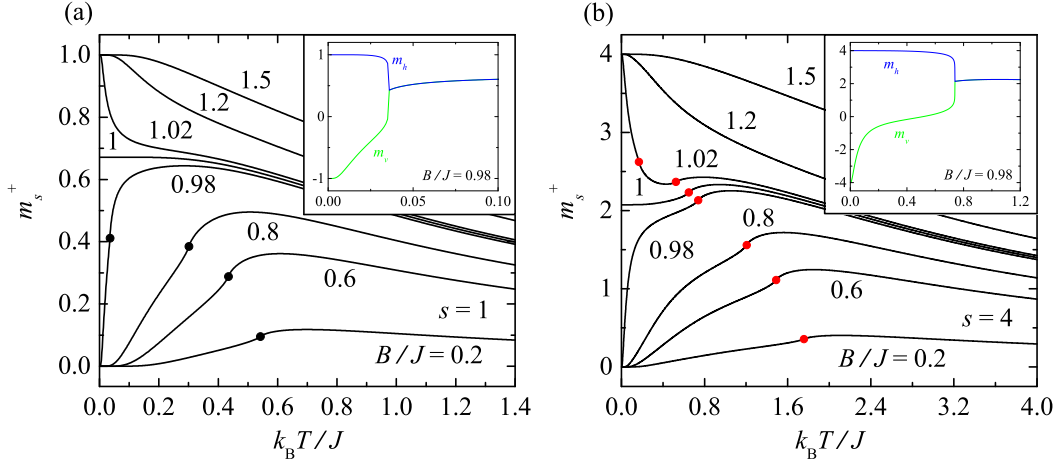 (a)
1.0
0.8
0.6
0.4
0.2
0.0
m_s^+
0.0 0.2 0.4 0.6 0.8 1.0 1.2 1.4
k_B T / J
1.5
1.2
1.02
1
0.98
0.8
0.6
s = 1
B / J = 0.2
1
0
-1
0.00 0.05 0.10
m_h
m_v
B / J = 0.98
(b)
4.0
3.0
2.0
1
0.0
m_s^+
0.0 0.8 1.6 2.4 3.2 4.0
k_B T / J
1.5
1.2
1.02
1
0.98
0.8
0.6
s = 4
B / J = 0.2
4
2
0
-2
-4
0.0 0.4 0.8 1.2
m_h
m_v
B / J = 0.98